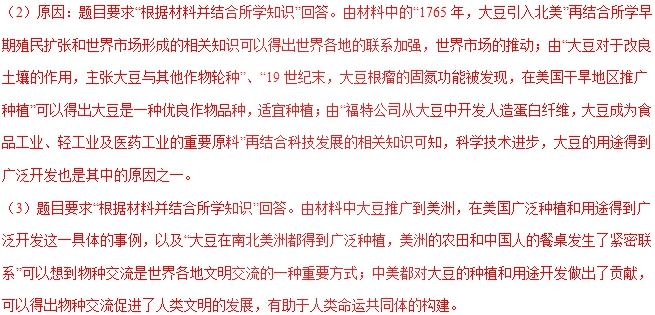 （2）原因：题目要求“根据材料并结合所学知识”回答。由材料中的“1765 年，大豆引入北美”再结合所学早
期殖民扩张和世界市场形成的相关知识可以得出世界各地的联系加强，世界市场的推动；由“大豆对于改良
土壤的作用，主张大豆与其他作物轮种”、“19 世纪末，大豆根瘤的固氮功能被发现，在美国干旱地区推广
种植”可以得出大豆是一种优良作物品种，适宜种植；由“福特公司从大豆中开发人造蛋白纤维，大豆成为食
品工业、轻工业及医药工业的重要原料”再结合科技发展的相关知识可知，科学技术进步，大豆的用途得到
广泛开发也是其中的原因之一。
（3）题目要求“根据材料并结合所学知识”回答。由材料中大豆推广到美洲，在美国广泛种植和用途得到广
泛开发这一具体的事例，以及“大豆在南北美洲都得到广泛种植，美洲的农田和中国人的餐桌发生了紧密联
系”可以想到物种交流是世界各地文明交流的一种重要方式；中美都对大豆的种植和用途开发做出了贡献，
可以得出物种交流促进了人类文明的发展，有助于人类命运共同体的构建。